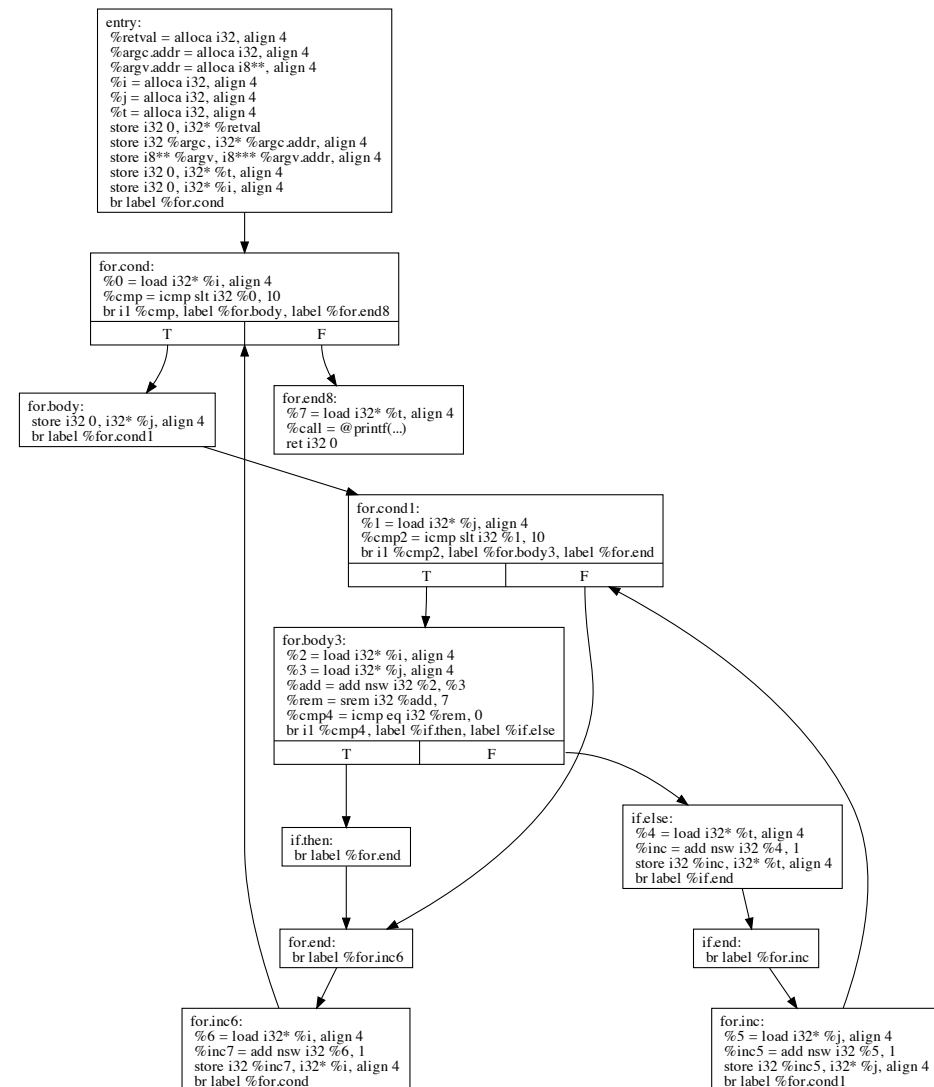 entry:
%retval = alloca i32, align 4
%argc.addr = alloca i32, align 4
%argv.addr = alloca i8**, align 4
%i = alloca i32, align 4
%j = alloca i32, align 4
%t = alloca i32, align 4
store i32 0, i32* %retval
store i32 %argc, i32* %argc.addr, align 4
store i8** %argv, i8*** %argv.addr, align 4
store i32 0, i32* %t, align 4
store i32 0, i32* %i, align 4
br label %for.cond
for.cond:
%0 = load i32* %i, align 4
%cmp = icmp slt i32 %0, 10
br i1 %cmp, label %for.body, label %for.end8
T
F
for.body:
store i32 0, i32* %j, align 4
br label %for.cond1
for.end8:
%7 = load i32* %t, align 4
%call = @printf(...)
ret i32 0
for.cond1:
%1 = load i32* %j, align 4
%cmp2 = icmp slt i32 %1, 10
br i1 %cmp2, label %for.body3, label %for.end
T
F
for.body3:
%2 = load i32* %i, align 4
%3 = load i32* %j, align 4
%add = add nsw i32 %2, %3
%rem = srem i32 %add, 7
%cmp4 = icmp eq i32 %rem, 0
br i1 %cmp4, label %if.then, label %if.else
T
F
if.then:
br label %for.end
if.else:
%4 = load i32* %t, align 4
%inc = add nsw i32 %4, 1
store i32 %inc, i32* %t, align 4
br label %if.end
for.end:
br label %for.inc6
if.end:
br label %for.inc
for.inc6:
%6 = load i32* %i, align 4
%inc7 = add nsw i32 %6, 1
store i32 %inc7, i32* %i, align 4
br label %for.cond
for.inc:
%5 = load i32* %j, align 4
%inc5 = add nsw i32 %5, 1
store i32 %inc5, i32* %j, align 4
br label %for.cond1